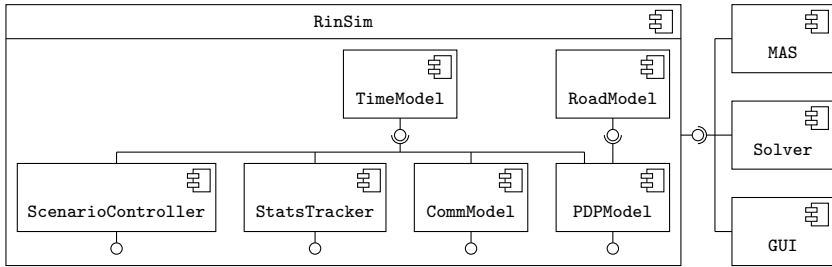 RinSim
MAS
TimeModel
RoadModel
Solver
ScenarioController
StatsTracker
CommModel
PDPModel
GUI